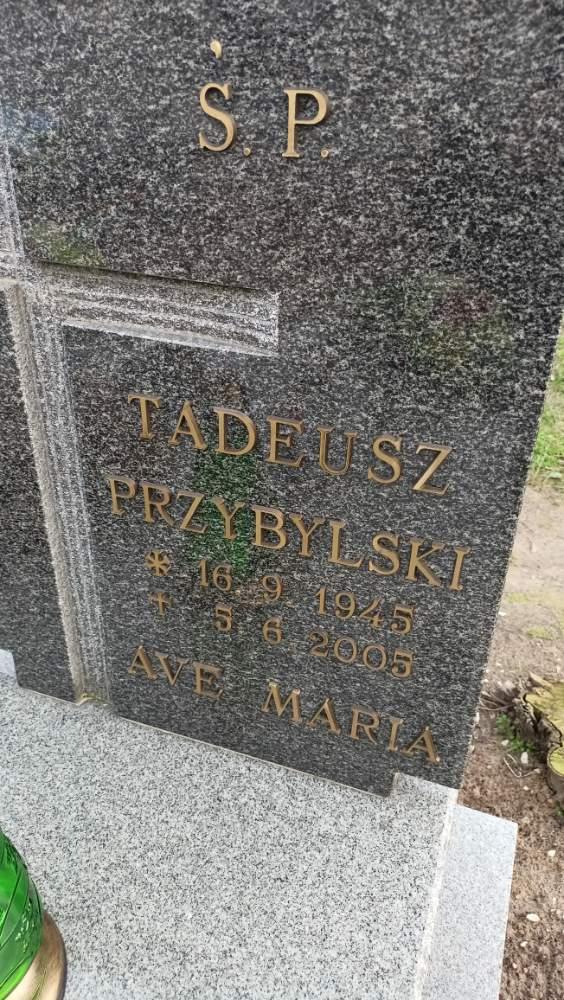 Ś. P.
TADEUSZ
PRZYBYLSKI
* 16 9 1945
† 5 6 2005
AVE MARIA